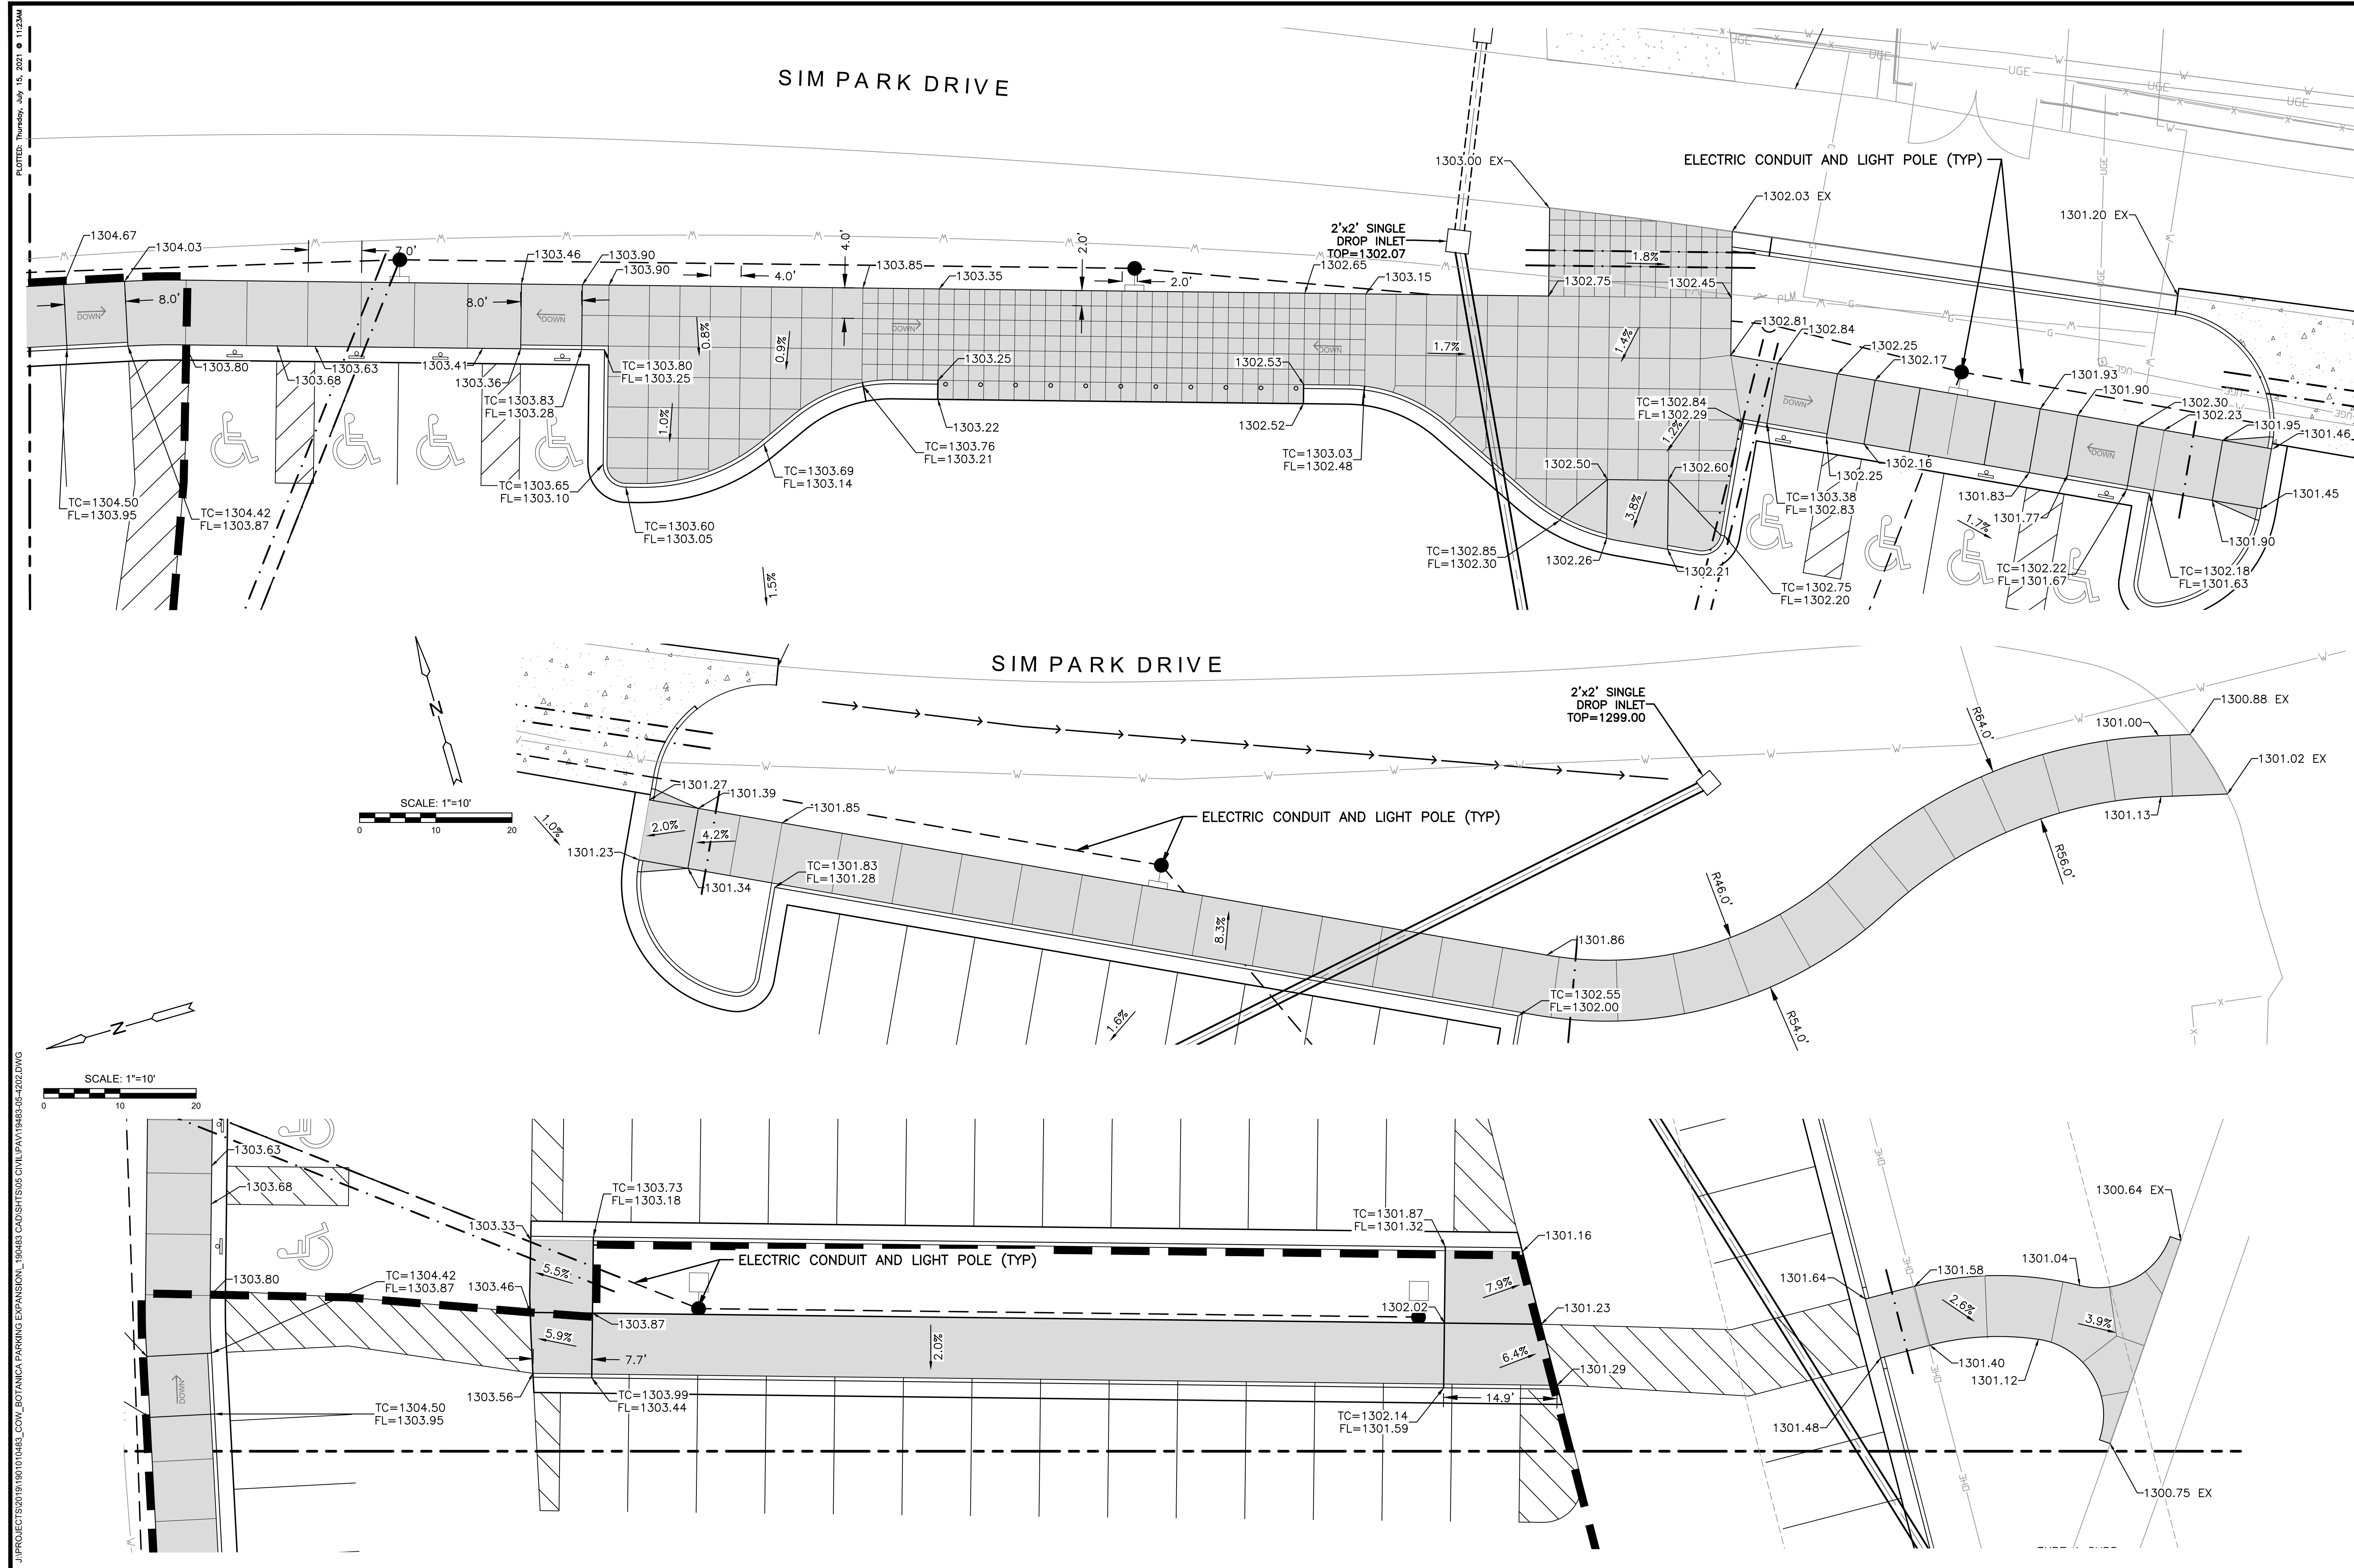 PLOTTED: Thursday, July 15, 2021 @ 11:23AM
J:\PROJECTS\2019\1901010483_COW_BOTANICA PARKING EXPANSION\_190483 CAD\SHTS\05 CIVIL\PAV\19483-05-4202.DWG
SIM PARK DRIVE
UGE
W
X
ELECTRIC CONDUIT AND LIGHT POLE (TYP)
1303.00 EX
1302.03 EX
1301.20 EX
2'x2' SINGLE
DROP INLET
TOP=1302.07
1304.67
1304.03
7.0'
1303.46
1303.90
1303.90
4.0'
4.0'
1303.85
1303.35
2.0'
2.0'
1302.65
1303.15
1.8%
1302.75
1302.45
8.0'
DOWN
8.0'
DOWN
0.8%
0.9%
DOWN
DOWN
1.7%
1.4%
1302.81
1302.84
1302.25
1302.17
1301.93
1301.90
1302.30
1302.23
1301.95
1301.46
1303.80
1303.68
1303.63
1303.41
1303.36
TC=1303.80
FL=1303.25
TC=1303.83
FL=1303.28
1.0%
1303.25
1303.22
1302.53
1302.52
TC=1302.84
FL=1302.29
1.2%
DOWN
DOWN
TC=1303.76
FL=1303.21
TC=1303.69
FL=1303.14
TC=1303.65
FL=1303.10
TC=1303.60
FL=1303.05
TC=1303.03
FL=1302.48
1302.50
1302.60
3.8%
1302.16
1302.25
TC=1303.38
FL=1302.83
1301.83
1301.77
1.7%
1301.45
1301.90
TC=1304.50
FL=1303.95
TC=1304.42
FL=1303.87
TC=1302.85
FL=1302.30
1302.26
1302.21
TC=1302.75
FL=1302.20
TC=1302.22
FL=1301.67
TC=1302.18
FL=1301.63
1.5%
N
SCALE: 1"=10'
0 10 20
SIM PARK DRIVE
2'x2' SINGLE
DROP INLET
TOP=1299.00
R64.0'
1301.00
1300.88 EX
1301.02 EX
1301.13
R56.0'
R46.0'
R54.0'
1301.27
1301.39
1301.85
ELECTRIC CONDUIT AND LIGHT POLE (TYP)
1.0%
2.0%
4.2%
1301.23
1301.34
TC=1301.83
FL=1301.28
8.3%
1301.86
TC=1302.55
FL=1302.00
1.6%
N
SCALE: 1"=10'
0 10 20
1303.63
1303.68
1303.80
TC=1304.42
FL=1303.87
DOWN
TC=1304.50
FL=1303.95
1303.33
TC=1303.73
FL=1303.18
ELECTRIC CONDUIT AND LIGHT POLE (TYP)
5.5%
1303.46
1303.87
5.9%
7.7'
1303.56
TC=1303.99
FL=1303.44
2.0%
TC=1301.87
FL=1301.32
1301.16
7.9%
1302.02
1301.23
6.4%
1301.29
14.9'
TC=1302.14
FL=1301.59
OHE
1300.64 EX
1301.04
1301.58
1301.64
2.6%
3.9%
1301.40
1301.12
1301.48
1300.75 EX